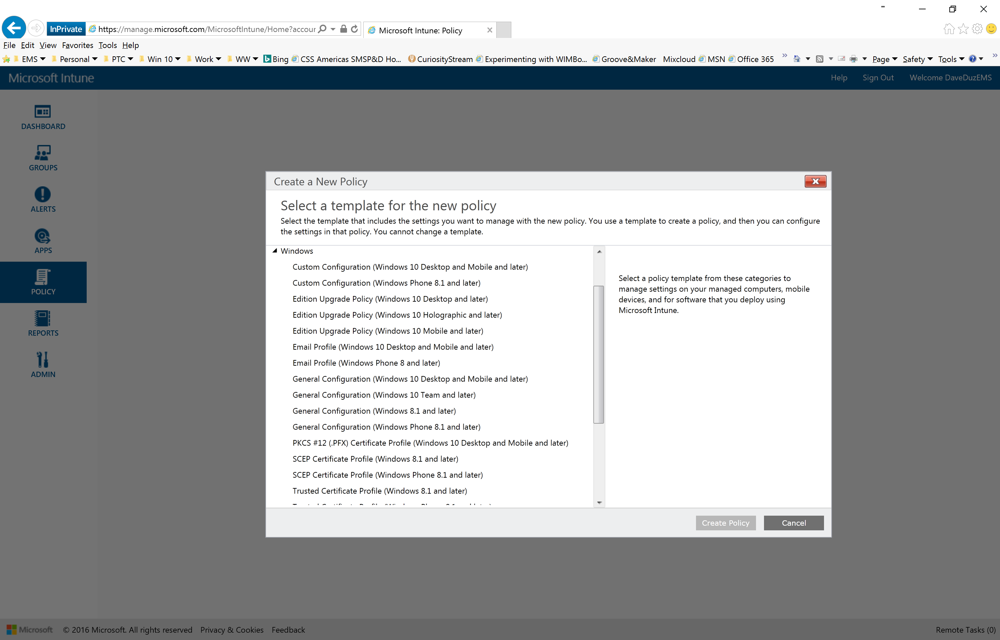 InPrivate https://manage.microsoft.com/MicrosoftIntune/Home?accour Microsoft Intune: Policy
File Edit View Favorites Tools Help
EMS Personal PTC Win 10 Work WW Bing CSS Americas SMSP&D Ho... CuriosityStream Experimenting with WIMBo... Groove&Maker Mixcloud MSN Office 365 Page Safety Tools
Microsoft Intune Help Sign Out Welcome DaveDuzEMS
DASHBOARD
GROUPS
ALERTS
APPS
POLICY
REPORTS
ADMIN
Create a New Policy
Select a template for the new policy
Select the template that includes the settings you want to manage with the new policy. You use a template to create a policy, and then you can configure
the settings in that policy. You cannot change a template.
Windows
Custom Configuration (Windows 10 Desktop and Mobile and later)
Custom Configuration (Windows Phone 8.1 and later)
Edition Upgrade Policy (Windows 10 Desktop and later)
Edition Upgrade Policy (Windows 10 Holographic and later)
Edition Upgrade Policy (Windows 10 Mobile and later)
Email Profile (Windows 10 Desktop and Mobile and later)
Email Profile (Windows Phone 8 and later)
General Configuration (Windows 10 Desktop and Mobile and later)
General Configuration (Windows 10 Team and later)
General Configuration (Windows 8.1 and later)
General Configuration (Windows Phone 8.1 and later)
PKCS #12 (.PFX) Certificate Profile (Windows 10 Desktop and Mobile and later)
SCEP Certificate Profile (Windows 8.1 and later)
SCEP Certificate Profile (Windows Phone 8.1 and later)
Trusted Certificate Profile (Windows 8.1 and later)
Select a policy template from these categories to
manage settings on your managed computers, mobile
devices, and for software that you deploy using
Microsoft Intune.
Create Policy Cancel
Microsoft © 2016 Microsoft. All rights reserved Privacy & Cookies Feedback Remote Tasks (0)